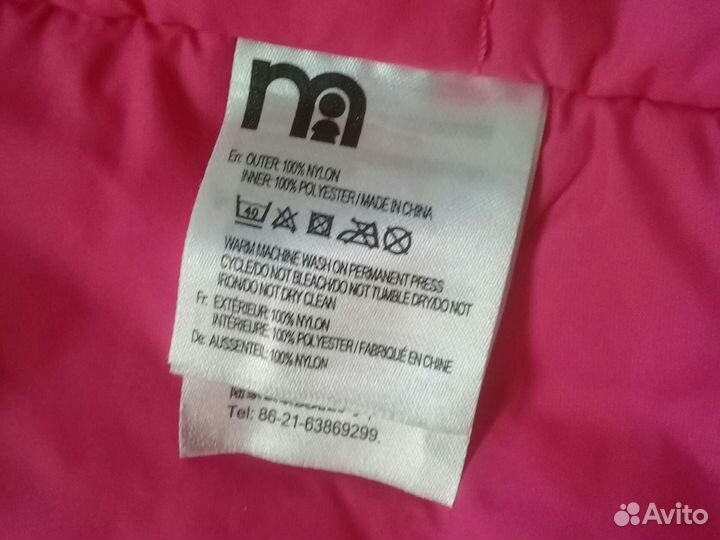 m
En: OUTER: 100% NYLON
INNER: 100% POLYESTER / MADE IN CHINA
40
WARM MACHINE WASH ON PERMANENT PRESS
CYCLE/DO NOT BLEACH/DO NOT TUMBLE DRY/DO NOT
IRON/DO NOT DRY CLEAN
Fr: EXTÉRIEUR: 100% NYLON
INTÉRIEURE: 100% POLYESTER / FABRIQUÉ EN CHINE
De: AUSSENTEIL: 100% NYLON
Tel: 86-21-63869299.
Avito